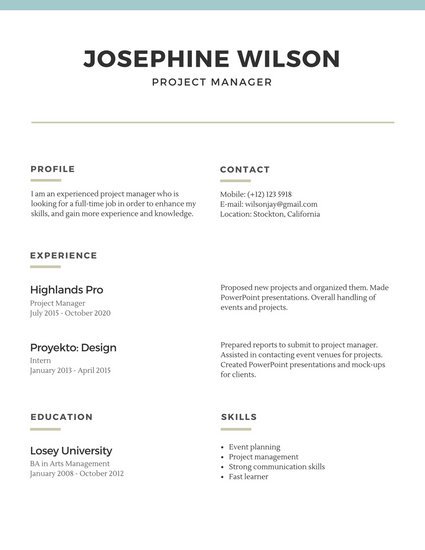 JOSEPHINE WILSON
PROJECT MANAGER
PROFILE
I am an experienced project manager who is
looking for a full-time job in order to enhance my
skills, and gain more experience and knowledge.
CONTACT
Mobile: (+12) 123 5918
E-mail: wilsonjay@gmail.com
Location: Stockton, California
EXPERIENCE
Highlands Pro
Project Manager
July 2015 - October 2020
Proposed new projects and organized them. Made
PowerPoint presentations. Overall handling of
events and projects.
Proyekto: Design
Intern
January 2013 - April 2015
Prepared reports to submit to project manager.
Assisted in contacting event venues for projects.
Created PowerPoint presentations and mock-ups
for clients.
EDUCATION
Losey University
BA in Arts Management
January 2008 - October 2012
SKILLS
• Event planning
• Project management
• Strong communication skills
• Fast learner